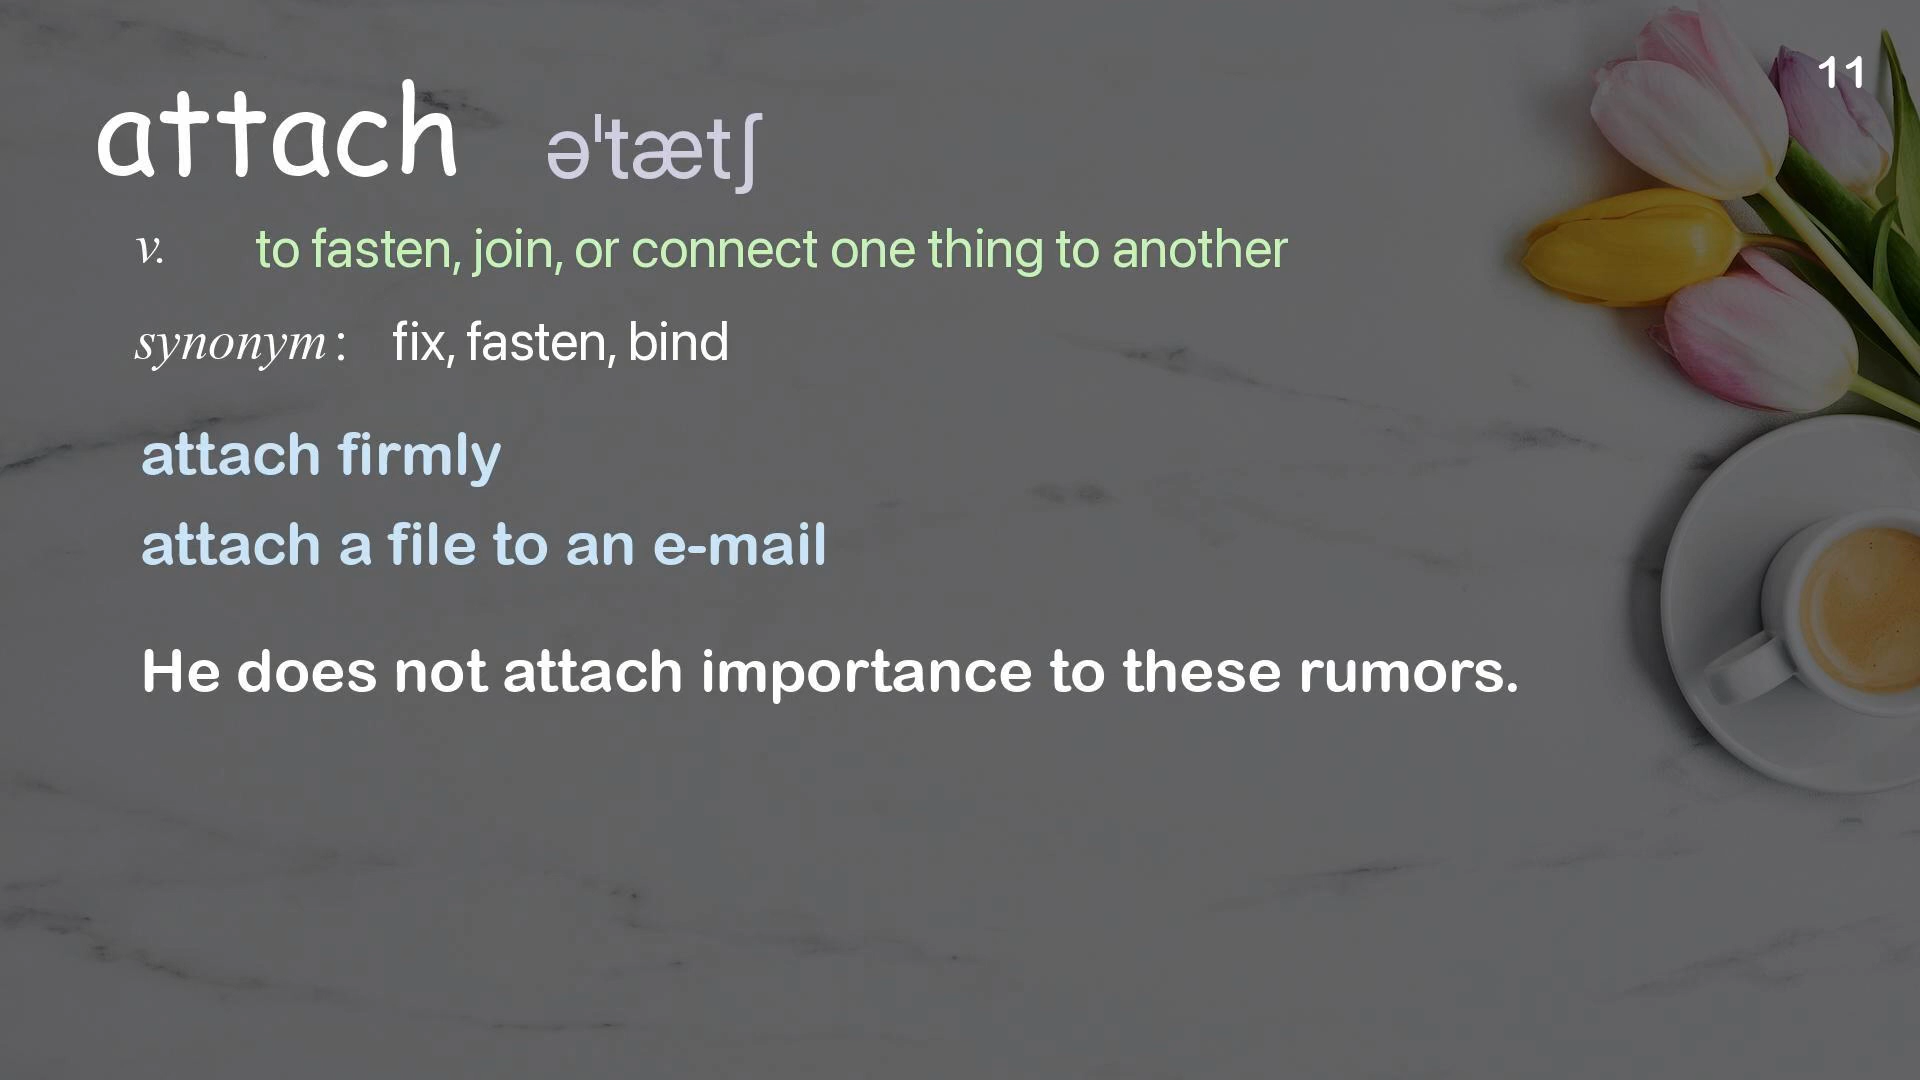 11
attach əˈtætʃ
v. to fasten, join, or connect one thing to another
synonym : fix, fasten, bind
attach firmly
attach a file to an e-mail
He does not attach importance to these rumors.